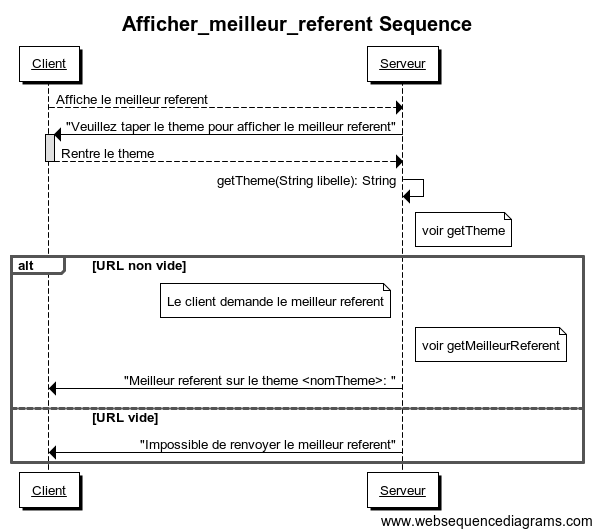 Afficher_meilleur_referent Sequence
Client
Serveur
Affiche le meilleur referent
"Veuillez taper le theme pour afficher le meilleur referent"
Rentre le theme
getTheme(String libelle): String
voir getTheme
alt
[URL non vide]
Le client demande le meilleur referent
voir getMeilleurReferent
"Meilleur referent sur le theme <nomTheme>: "
[URL vide]
"Impossible de renvoyer le meilleur referent"
Client
Serveur
www.websequencediagrams.com